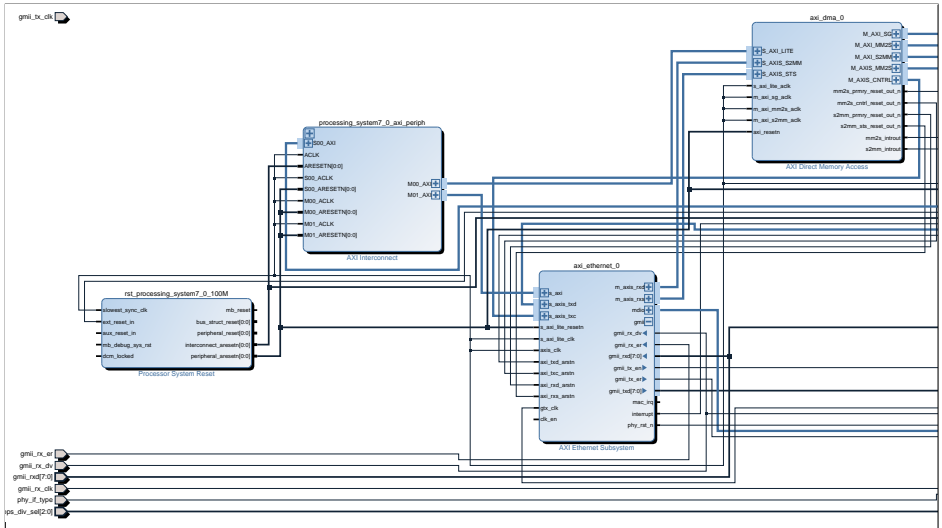 gmii_tx_clk
axi_dma_0
S_AXI_LITE
S_AXIS_S2MM
S_AXIS_STS
s_axi_lite_aclk
m_axi_sg_aclk
m_axi_mm2s_aclk
m_axi_s2mm_aclk
axi_resetn
M_AXI_SG
M_AXI_MM2S
M_AXI_S2MM
M_AXIS_MM2S
M_AXIS_CNTRL
mm2s_prmry_reset_out_n
mm2s_cntrl_reset_out_n
s2mm_prmry_reset_out_n
s2mm_sts_reset_out_n
mm2s_introut
s2mm_introut
AXI Direct Memory Access
processing_system7_0_axi_periph
S00_AXI
ACLK
ARESETN[0:0]
S00_ACLK
S00_ARESETN[0:0]
M00_ACLK
M00_ARESETN[0:0]
M01_ACLK
M01_ARESETN[0:0]
M00_AXI
M01_AXI
AXI Interconnect
rst_processing_system7_0_100M
slowest_sync_clk
ext_reset_in
aux_reset_in
mb_debug_sys_rst
dcm_locked
mb_reset
bus_struct_reset[0:0]
peripheral_reset[0:0]
interconnect_aresetn[0:0]
peripheral_aresetn[0:0]
Processor System Reset
axi_ethernet_0
s_axi
s_axis_txd
s_axis_txc
s_axi_lite_resetn
s_axi_lite_clk
axis_clk
axi_txd_arstn
axi_txc_arstn
axi_rxd_arstn
axi_rxs_arstn
gtx_clk
clk_en
m_axis_rxd
m_axis_rxs
mdio
gmii
gmii_rx_dv
gmii_rx_er
gmii_rxd[7:0]
gmii_tx_en
gmii_tx_er
gmii_txd[7:0]
mac_irq
interrupt
phy_rst_n
AXI Ethernet Subsystem
gmii_rx_er
gmii_rx_dv
gmii_rxd[7:0]
gmii_rx_clk
phy_if_type
ps_div_sel[2:0]